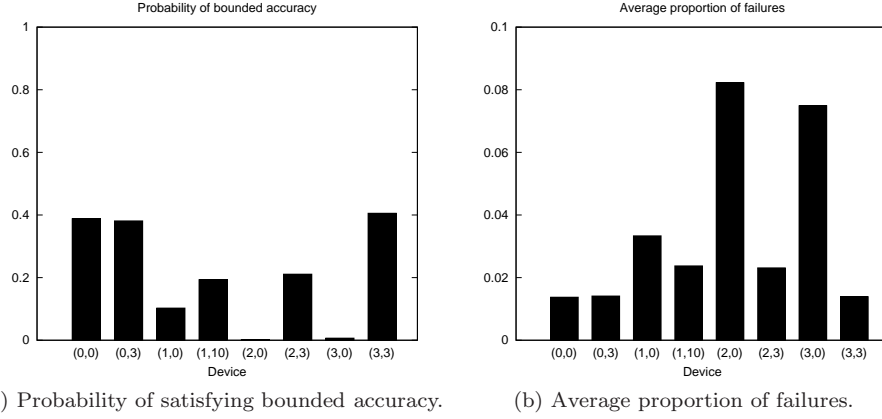 Probability of bounded accuracy
1
0.8
0.6
0.4
0.2
0
(0,0) (0,3) (1,0) (1,10) (2,0) (2,3) (3,0) (3,3)
Device
) Probability of satisfying bounded accuracy.
Average proportion of failures
0.1
0.08
0.06
0.04
0.02
0
(0,0) (0,3) (1,0) (1,10) (2,0) (2,3) (3,0) (3,3)
Device
(b) Average proportion of failures.